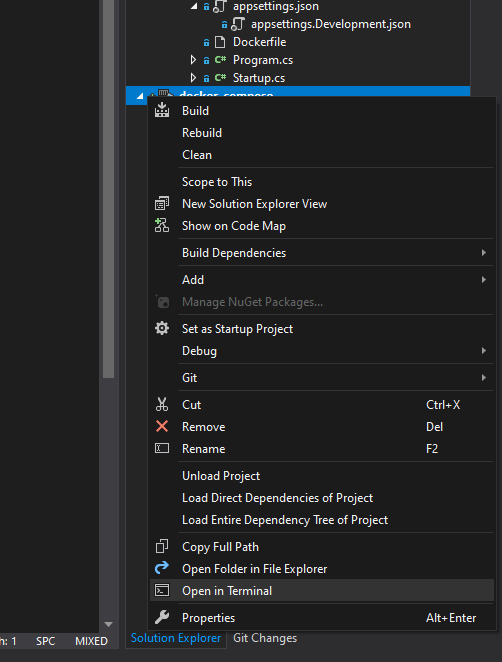 appsettings.json
appsettings.Development.json
Dockerfile
C# Program.cs
C# Startup.cs
docker-compose
Build
Rebuild
Clean
Scope to This
New Solution Explorer View
Show on Code Map
Build Dependencies
Add
Manage NuGet Packages...
Set as Startup Project
Debug
Git
Cut Ctrl+X
Remove Del
Rename F2
Unload Project
Load Direct Dependencies of Project
Load Entire Dependency Tree of Project
Copy Full Path
Open Folder in File Explorer
Open in Terminal
Properties Alt+Enter
h: 1 SPC MIXED Solution Explorer Git Changes